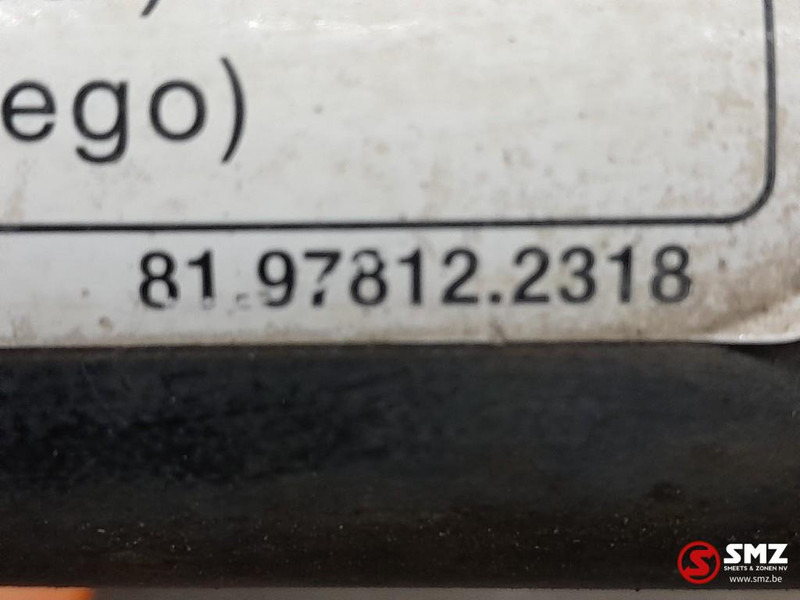 ego)
81.97812.2318
SMZ
SHEETS & ZONEN NV
www.smz.be